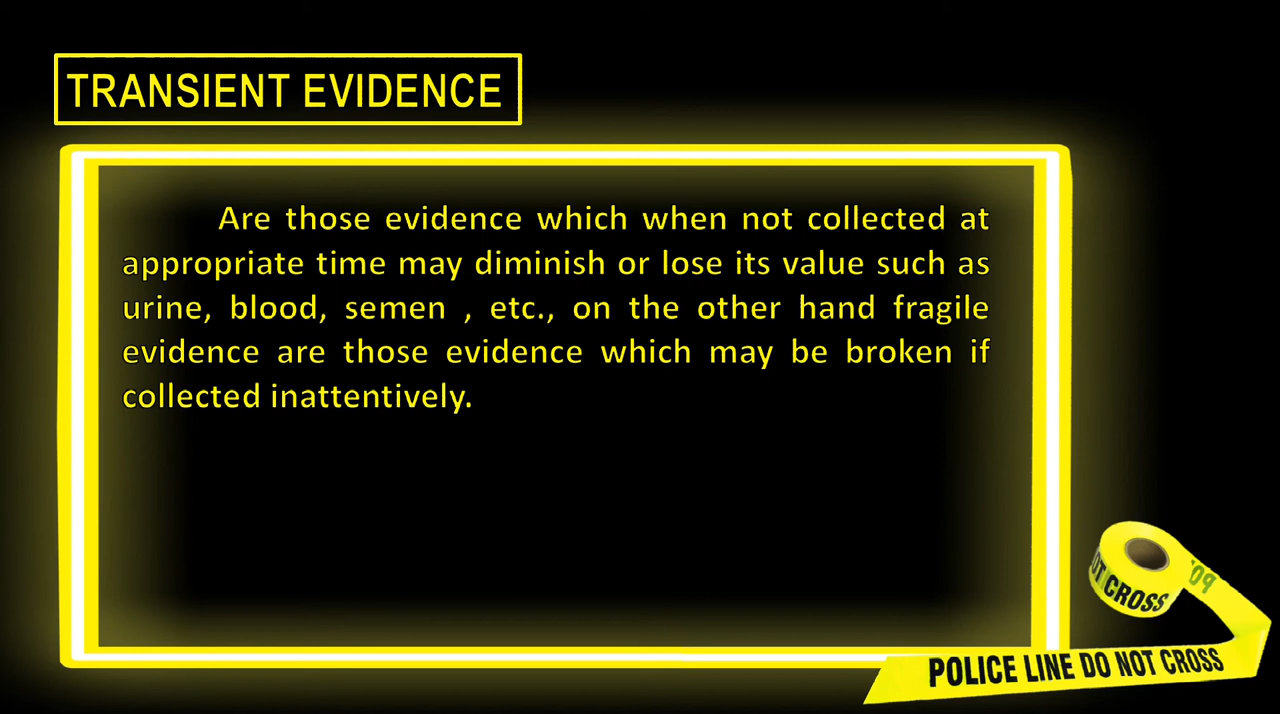 TRANSIENT EVIDENCE
Are those evidence which when not collected at
appropriate time may diminish or lose its value such as
urine, blood, semen , etc., on the other hand fragile
evidence are those evidence which may be broken if
collected inattentively.
OT CROSS
PO
POLICE LINE DO NOT CROSS